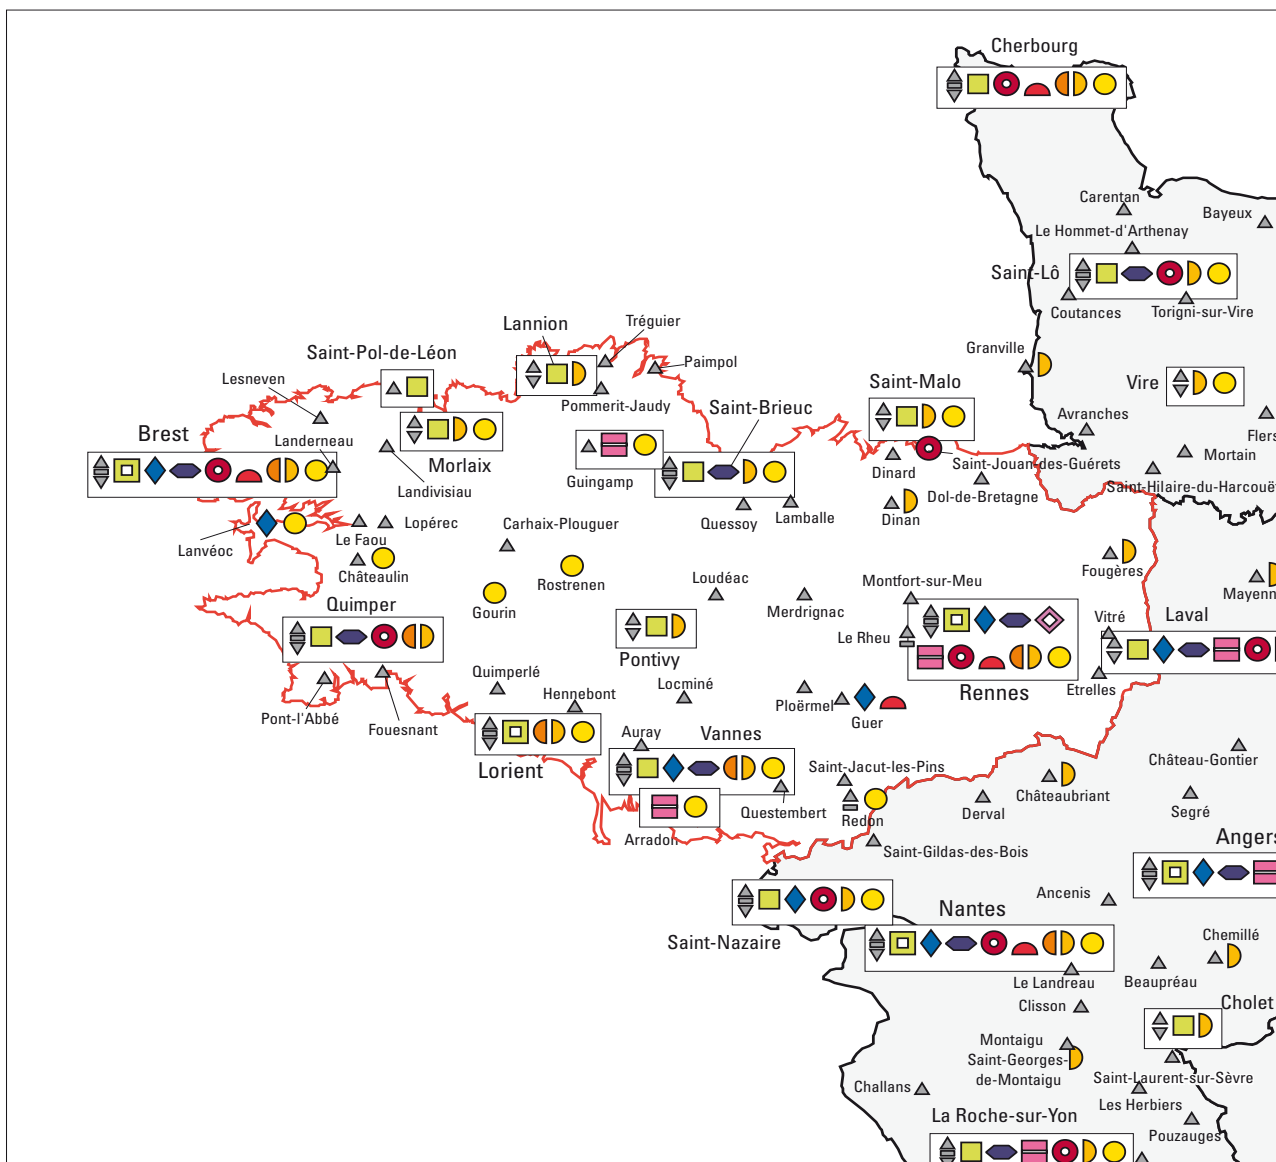 Cherbourg
Carentan
Bayeux
Le Hommet-d'Arthenay
Saint-Lô
Coutances
Torigni-sur-Vire
Tréguier
Lannion
Granville
Saint-Pol-de-Léon
Paimpol
Lesneven
Saint-Malo
Vire
Pommerit-Jaudy
Saint-Brieuc
Avranches
Brest
Flers
Landerneau
Morlaix
Mortain
Dinard
Saint-Jouan-des-Guérets
Guingamp
Landivisiau
Dol-de-Bretagne
Saint-Hilaire-du-Harcouët
Quessoy
Lamballe
Dinan
Lopérec
Carhaix-Plouguer
Lanvéoc
Le Faou
Châteaulin
Rostrenen
Loudéac
Montfort-sur-Meu
Fougères
Mayenn
Quimper
Gourin
Merdrignac
Vitré
Laval
Le Rheu
Pontivy
Quimperlé
Locminé
Rennes
Etrelles
Hennebont
Ploërmel
Pont-l'Abbé
Fouesnant
Guer
Auray
Vannes
Château-Gontier
Lorient
Saint-Jacut-les-Pins
Châteaubriant
Questembert
Redon
Derval
Segré
Arradon
Angers
Saint-Gildas-des-Bois
Ancenis
Nantes
Saint-Nazaire
Chemillé
Le Landreau
Beaupréau
Clisson
Cholet
Montaigu
Saint-Georges-
de-Montaigu
Saint-Laurent-sur-Sèvre
Challans
Les Herbiers
La Roche-sur-Yon
Pouzauges